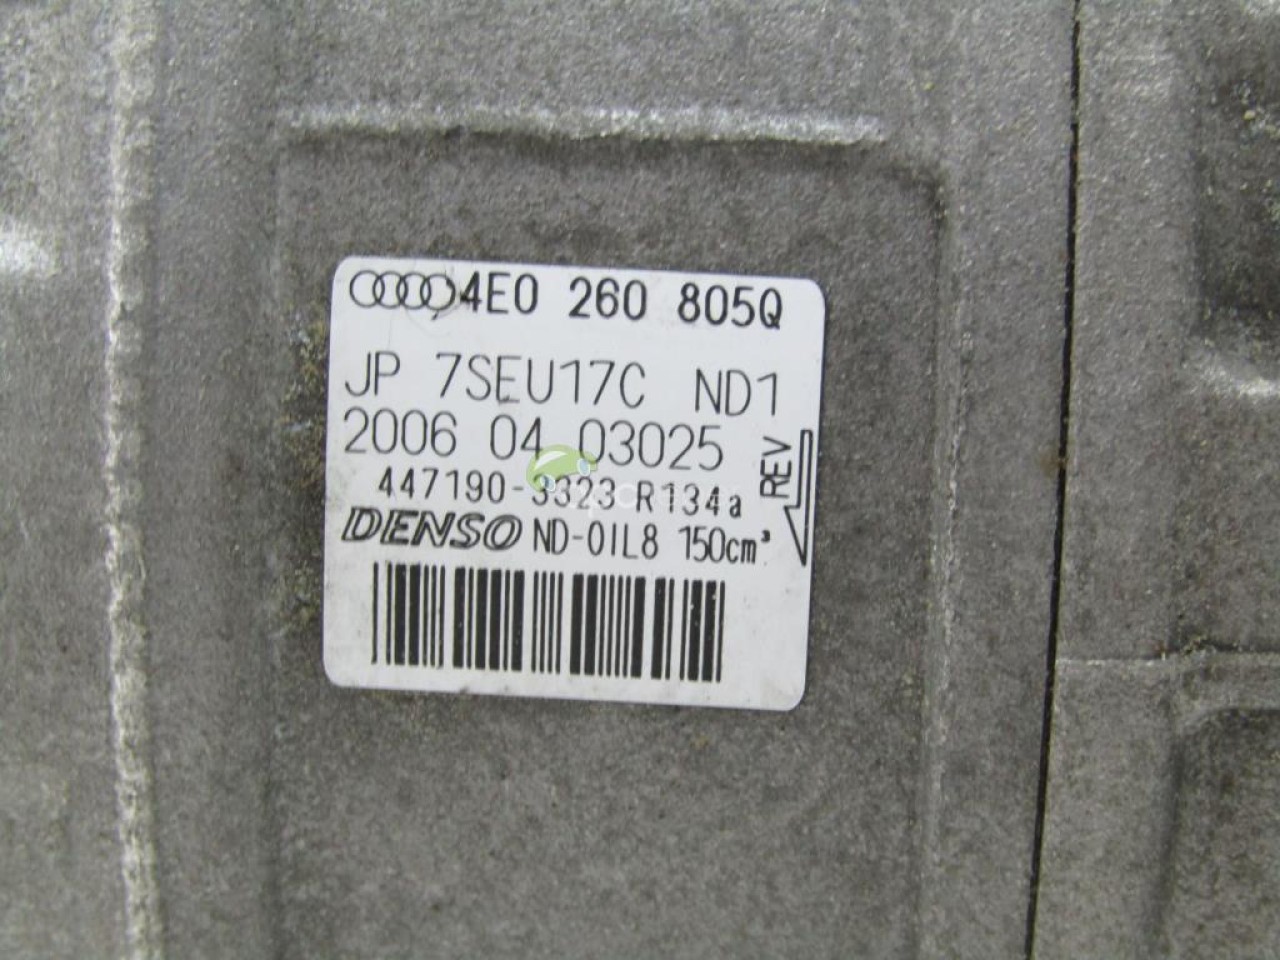 4E0 260 805Q
JP 7SEU17C ND1
2006 04 03025
447190-3323 R134a
DENSO ND-OIL8 150cm³
REV